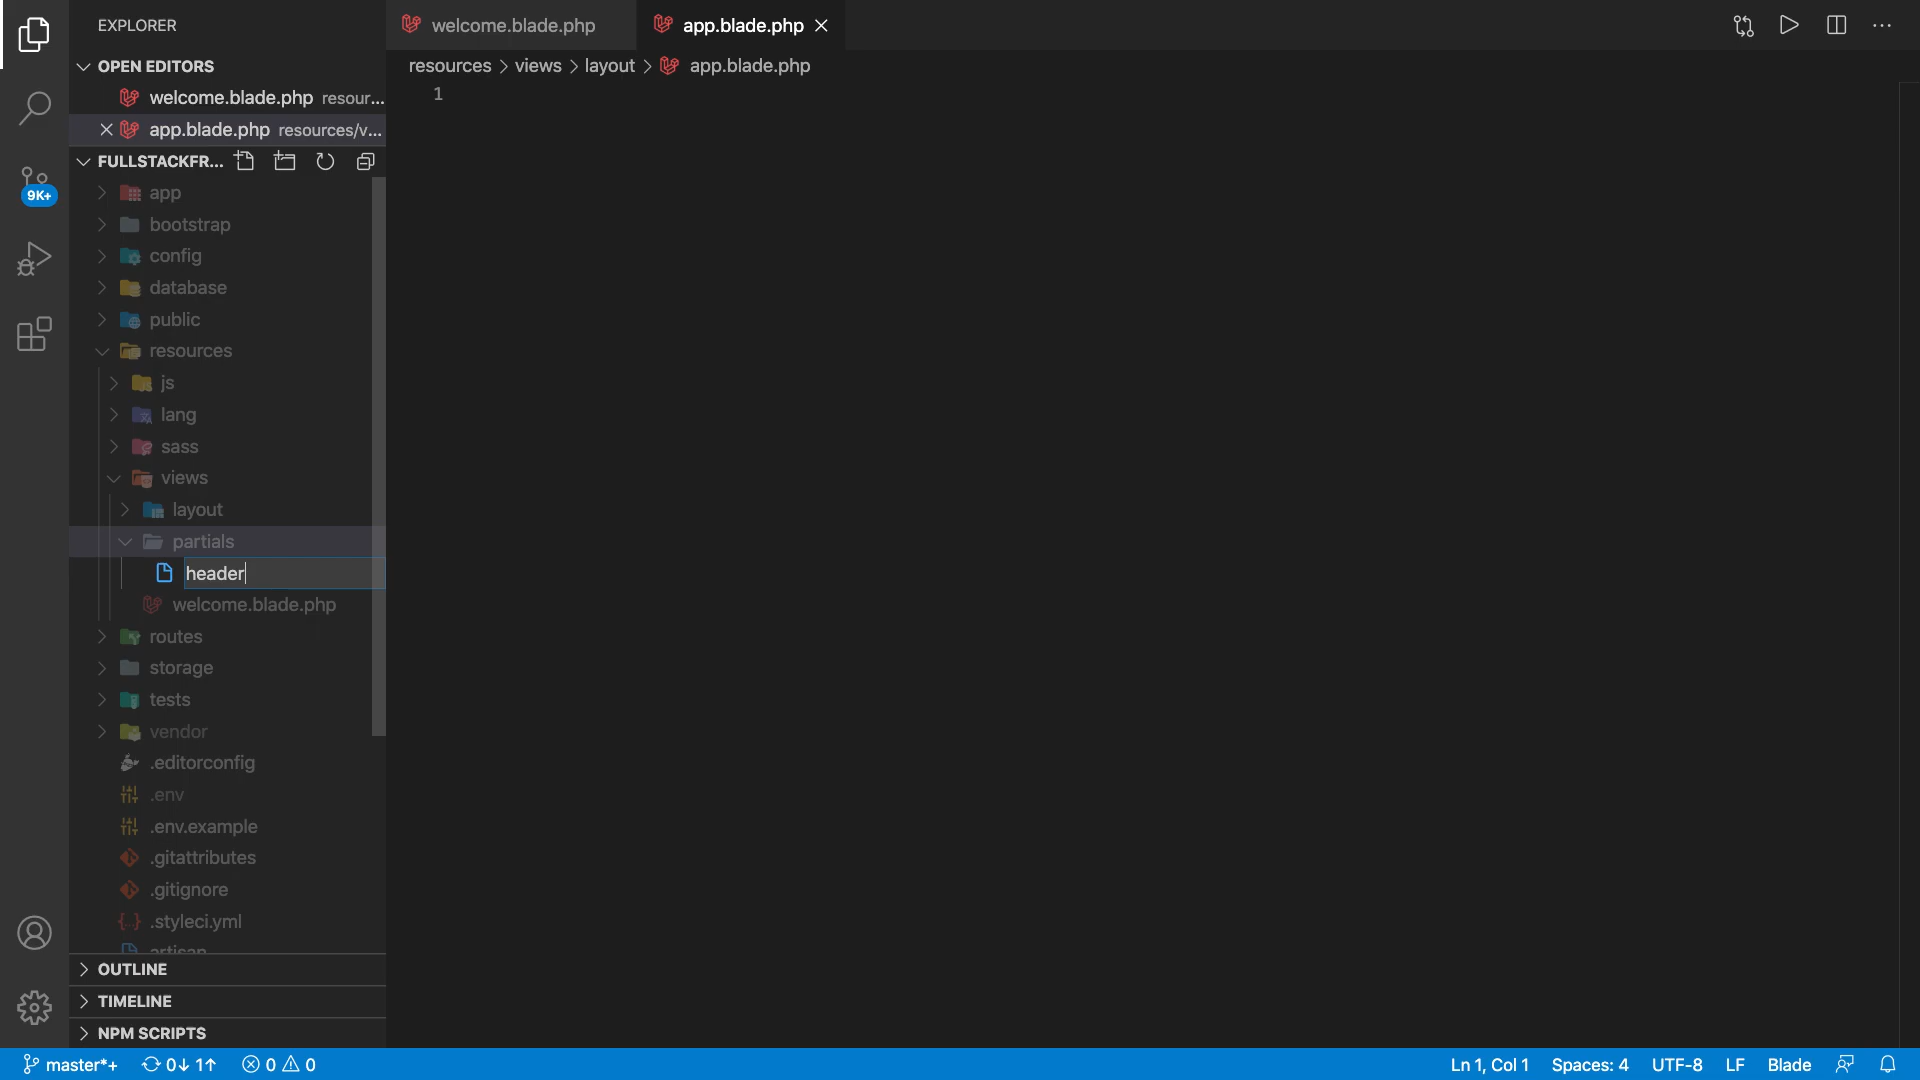 EXPLORER
welcome.blade.php
app.blade.php
OPEN EDITORS
welcome.blade.php resour...
app.blade.php resources/v...
resources > views > layout > app.blade.php
1
FULLSTACKFR...
app
bootstrap
config
database
public
resources
js
lang
sass
views
layout
partials
header
welcome.blade.php
routes
storage
tests
vendor
.editorconfig
.env
.env.example
.gitattributes
.gitignore
.styleci.yml
artisan
OUTLINE
TIMELINE
NPM SCRIPTS
9K+
master*+ 0↓ 1↑ 0 0
Ln 1, Col 1 Spaces: 4 UTF-8 LF Blade